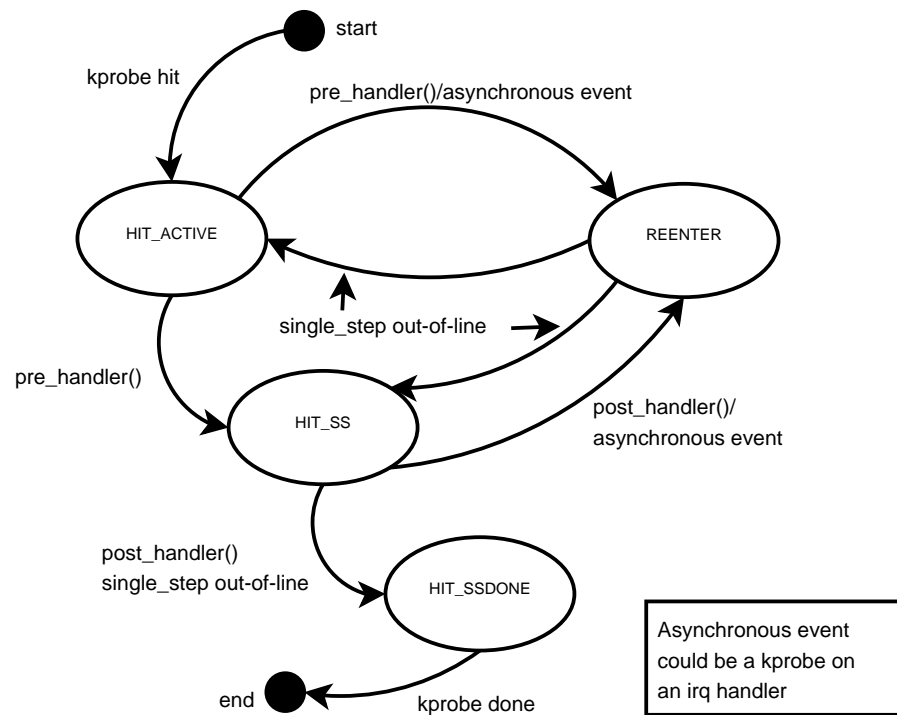 start
kprobe hit
pre_handler()/asynchronous event
HIT_ACTIVE
REENTER
single_step out-of-line
pre_handler()
HIT_SS
post_handler()/
asynchronous event
post_handler()
single_step out-of-line
HIT_SSDONE
Asynchronous event
could be a kprobe on
an irq handler
end
kprobe done